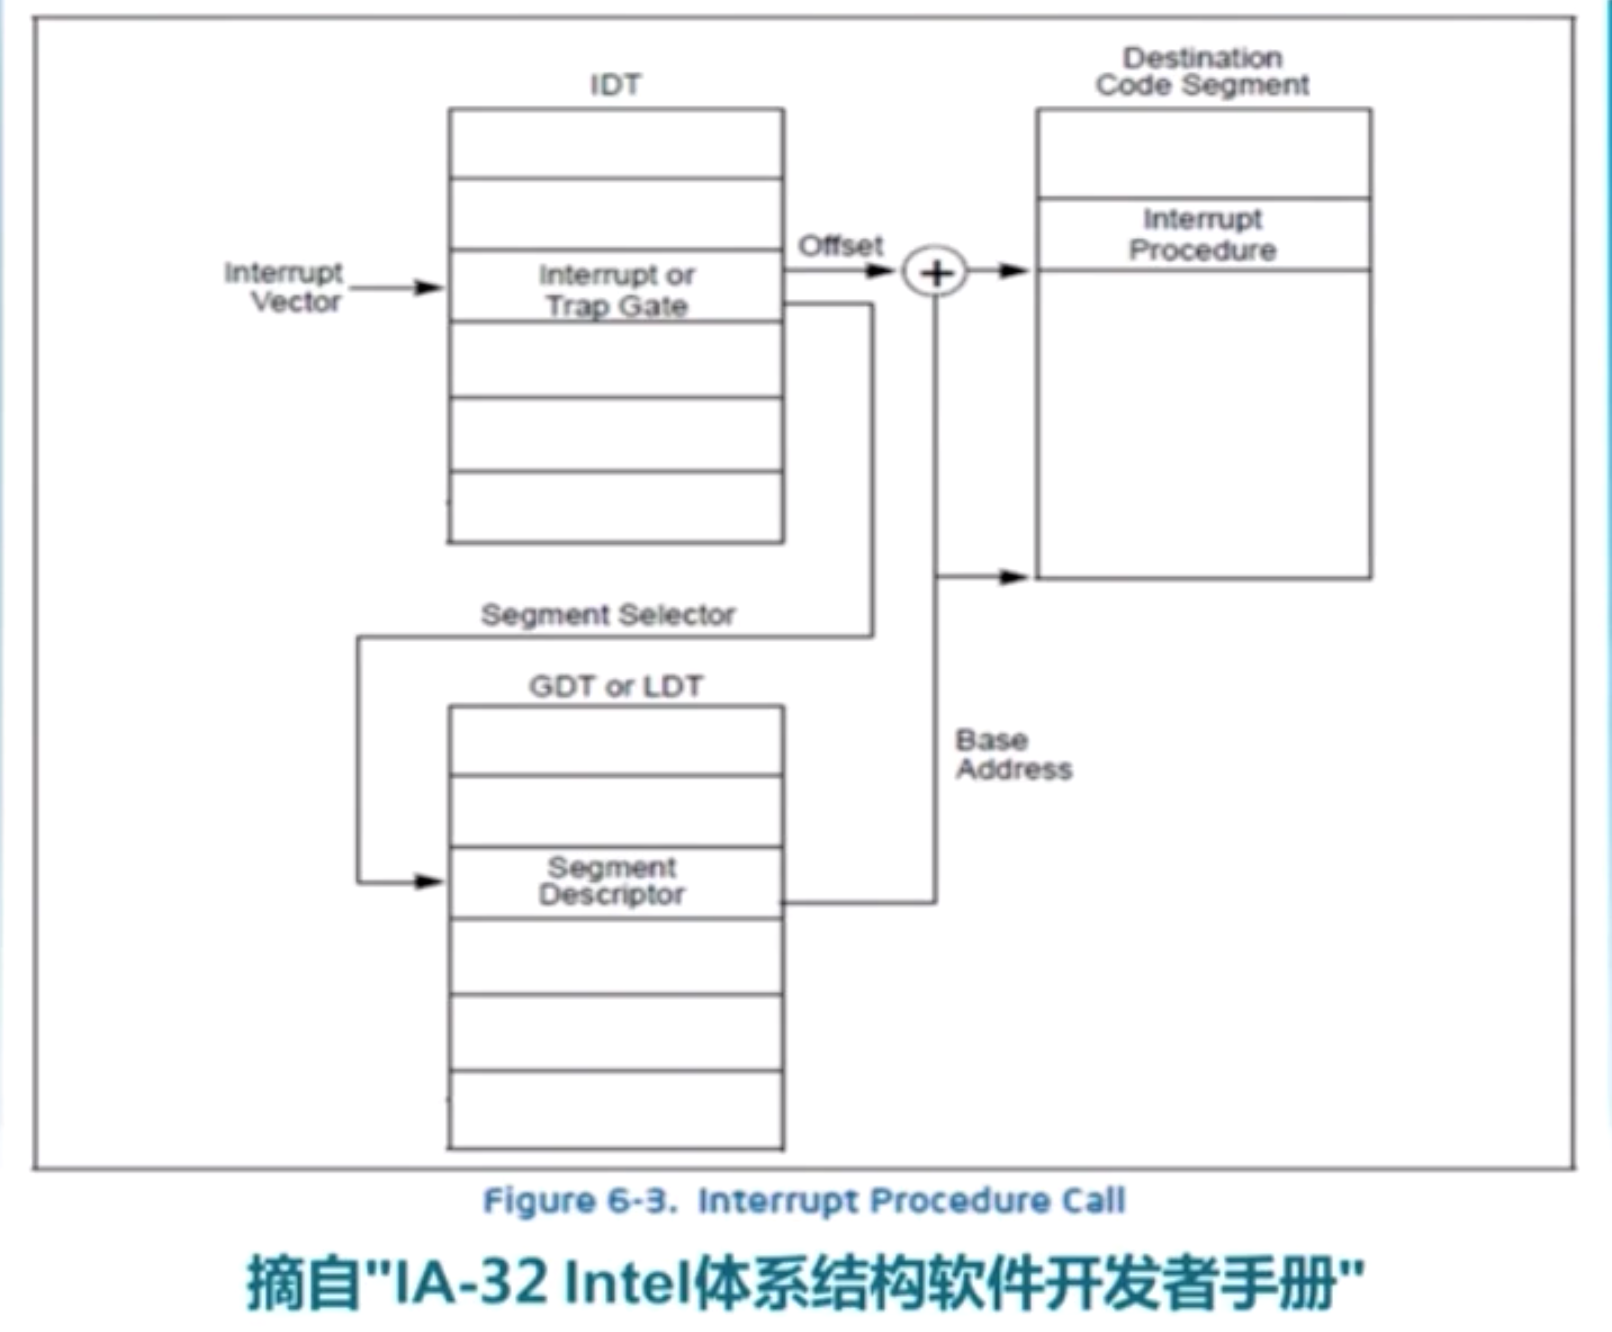 IDT
Destination
Code Segment
Interrupt
Vector
Interrupt or
Trap Gate
Offset
+
Interrupt
Procedure
Segment Selector
GDT or LDT
Segment
Descriptor
Base
Address
Figure 6-3. Interrupt Procedure Call
摘自"IA-32 Intel体系结构软件开发者手册"